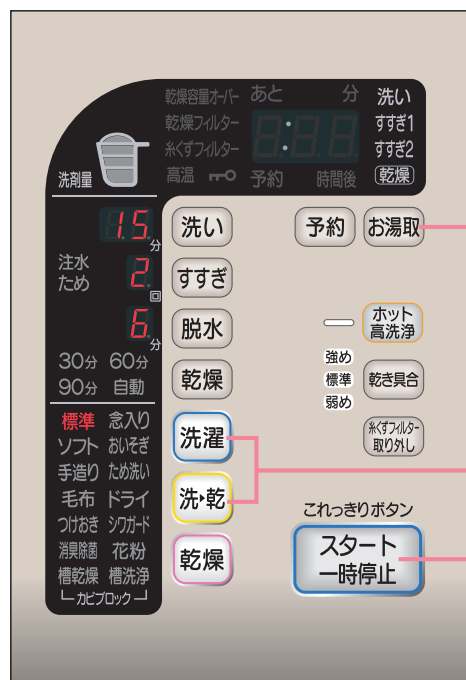 乾燥容量オーバー あと 分 洗い
乾燥フィルター すすぎ1
糸くずフィルター すすぎ2
高温 予約 時間後 乾燥
洗剤量
15分 洗い 予約 お湯取
注水
ため 2回 すすぎ
6分 脱水 ホット
高洗浄
30分 60分
90分 自動 乾燥
強め
標準 乾き具合
弱め
標準 念入り 洗濯 糸くずフィルター
取り外し
ソフト おいそぎ
手造り ため洗い
毛布 ドライ 洗▸乾 これっきりボタン
つけおき シワガード
消臭除菌 花粉 乾燥 スタート
一時停止
槽乾燥 槽洗浄
カビブロック